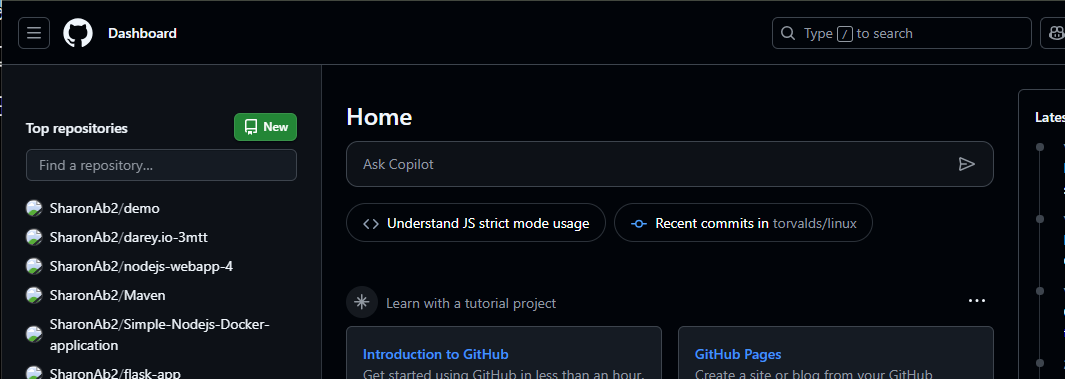 Dashboard
Type / to search
Top repositories
New
Find a repository...
SharonAb2/demo
SharonAb2/darey.io-3mtt
SharonAb2/nodejs-webapp-4
SharonAb2/Maven
SharonAb2/Simple-Nodejs-Docker-
application
SharonAb2/flask-app
Home
Ask Copilot
Understand JS strict mode usage
Recent commits in torvalds/linux
Learn with a tutorial project
Introduction to GitHub
Get started using GitHub in less than an hour.
GitHub Pages
Create a site or blog from your GitHub